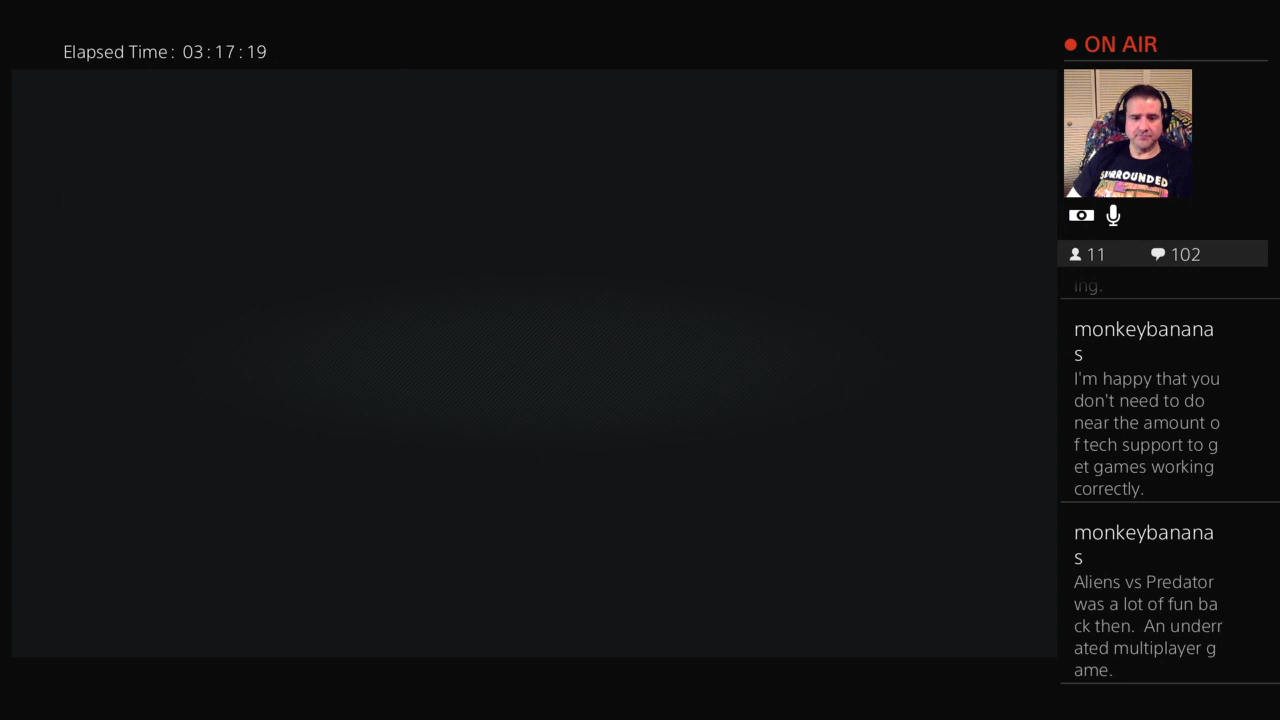 Elapsed Time: 03:17:19
ON AIR
SURROUNDED
11 102
ing.
monkeybanana
s
I'm happy that you
don't need to do
near the amount o
f tech support to g
et games working
correctly.
monkeybanana
s
Aliens vs Predator
was a lot of fun ba
ck then. An underr
ated multiplayer g
ame.